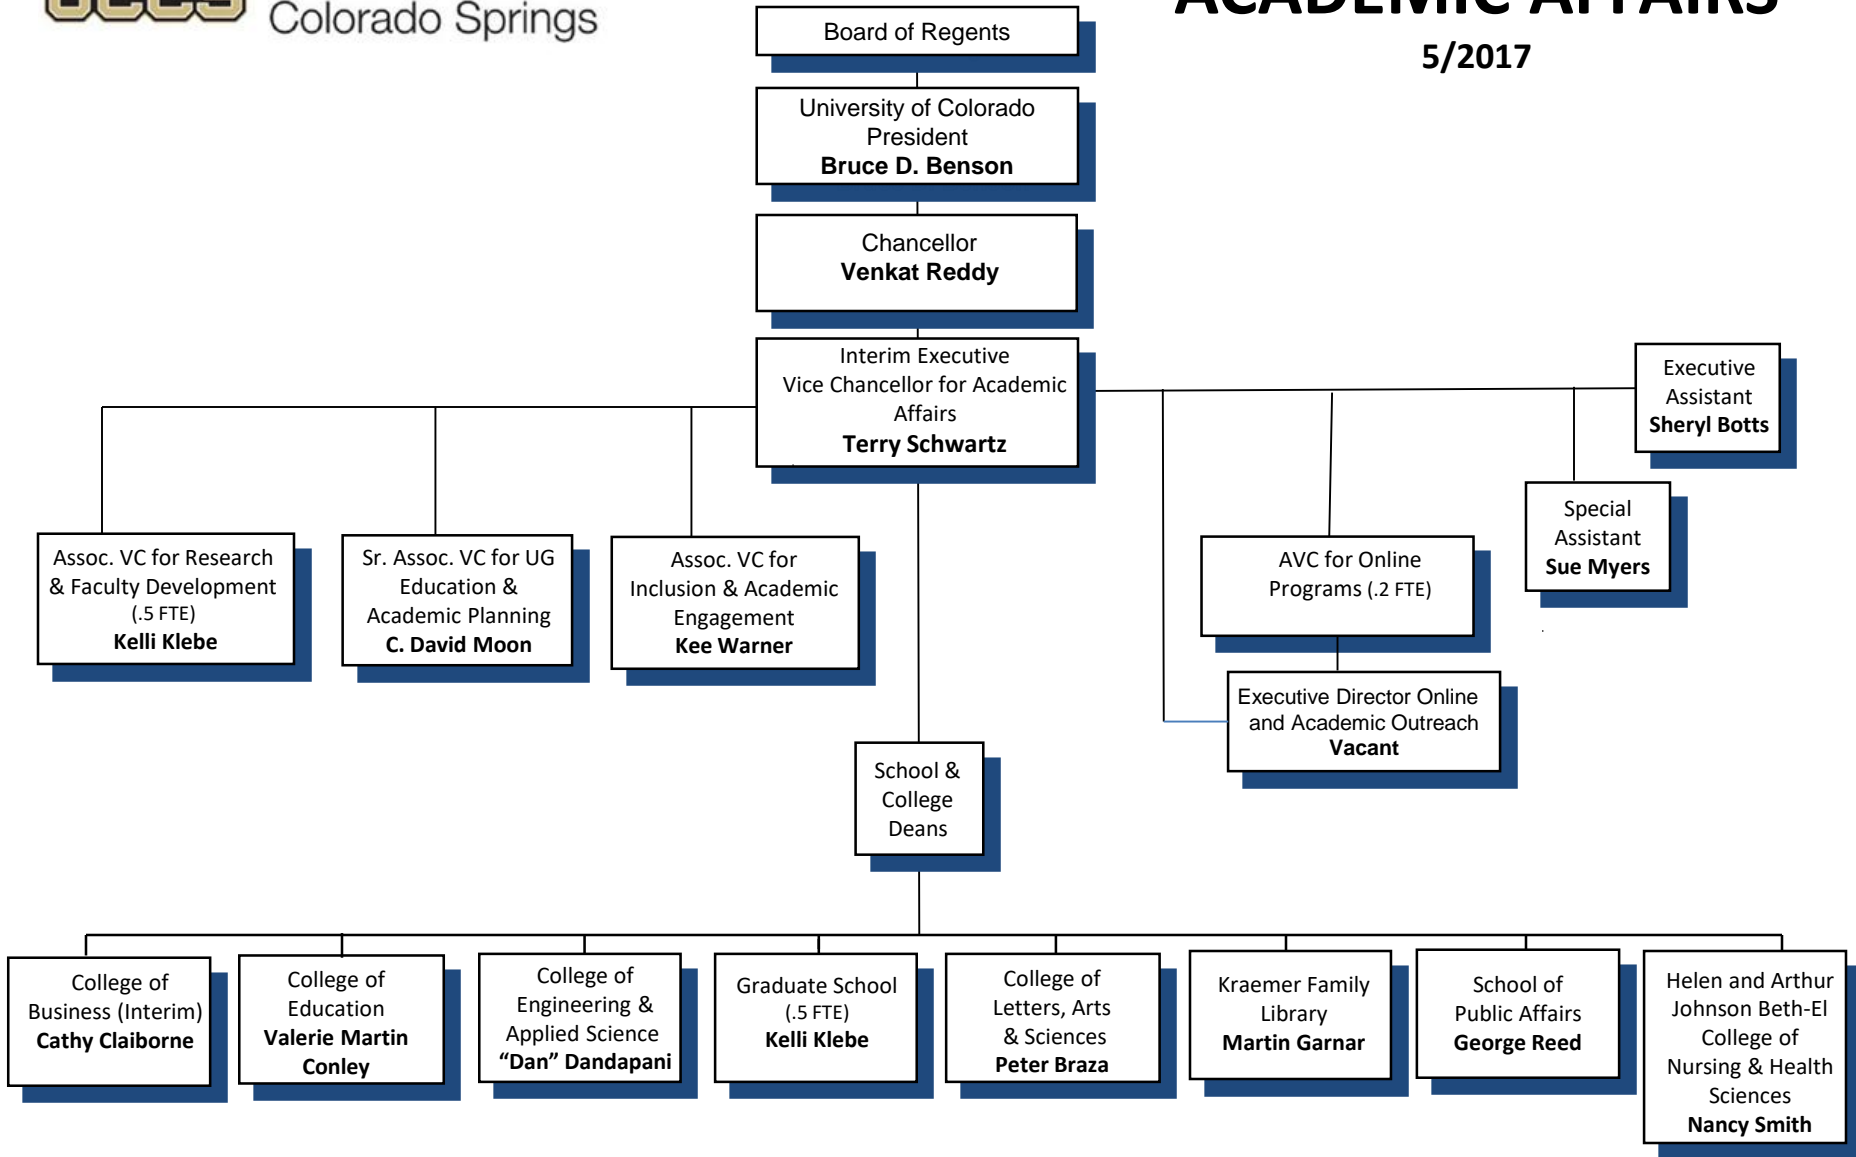 Colorado Springs
ACADEMIC AFFAIRS
5/2017
Board of Regents
University of Colorado
President
Bruce D. Benson
Chancellor
Venkat Reddy
Interim Executive
Vice Chancellor for Academic
Affairs
Terry Schwartz
Executive
Assistant
Sheryl Botts
Special
Assistant
Sue Myers
Assoc. VC for Research
& Faculty Development
(.5 FTE)
Kelli Klebe
Sr. Assoc. VC for UG
Education &
Academic Planning
C. David Moon
Assoc. VC for
Inclusion & Academic
Engagement
Kee Warner
AVC for Online
Programs (.2 FTE)
Executive Director Online
and Academic Outreach
Vacant
School &
College
Deans
College of
Business (Interim)
Cathy Claiborne
College of
Education
Valerie Martin
Conley
College of
Engineering &
Applied Science
“Dan” Dandapani
Graduate School
(.5 FTE)
Kelli Klebe
College of
Letters, Arts
& Sciences
Peter Braza
Kraemer Family
Library
Martin Garnar
School of
Public Affairs
George Reed
Helen and Arthur
Johnson Beth-El
College of
Nursing & Health
Sciences
Nancy Smith